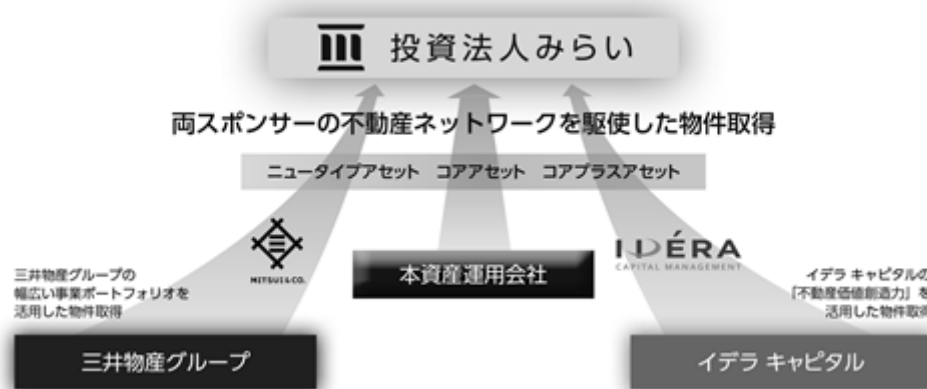 投資法人みらい
両スポンサーの不動産ネットワークを駆使した物件取得
ニュータイプアセット コアアセット コアプラスアセット
MITSUI & CO.
IDÉRA
CAPITAL MANAGEMENT
三井物産グループの
幅広い事業ポートフォリオを
活用した物件取得
本資産運用会社
イデラ キャピタルの
「不動産価値創造力」を
活用した物件取得
三井物産グループ
イデラ キャピタル